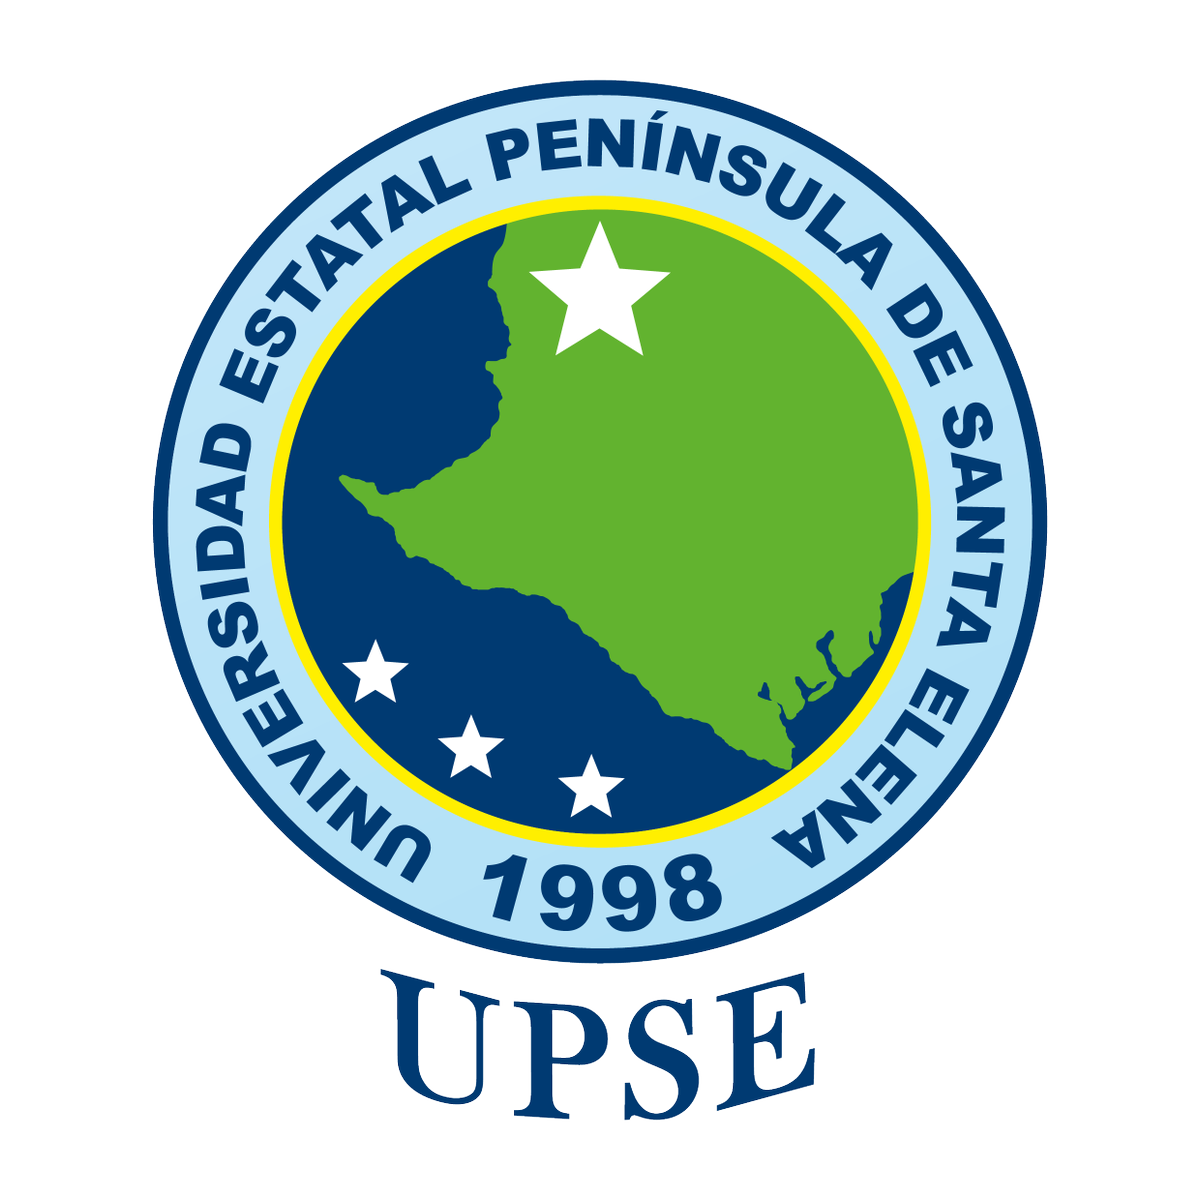 UNIVERSIDAD ESTATAL PENÍNSULA DE SANTA ELENA
1998
UPSE